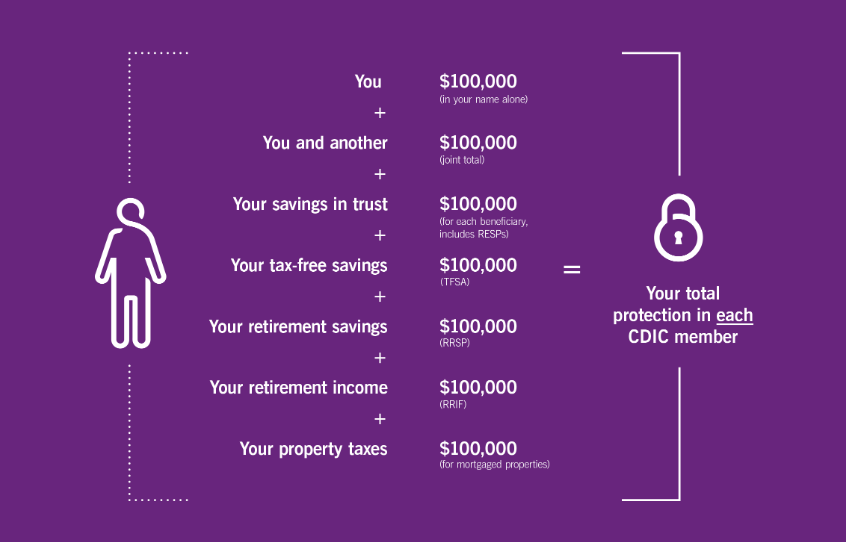 You $100,000
(in your name alone)
+
You and another $100,000
(joint total)
+
Your savings in trust $100,000
(for each beneficiary,
includes RESPs)
+
Your tax-free savings $100,000
(TFSA)
+
Your retirement savings $100,000
(RRSP)
+
Your retirement income $100,000
(RRIF)
+
Your property taxes $100,000
(for mortgaged properties)
=
Your total
protection in each
CDIC member